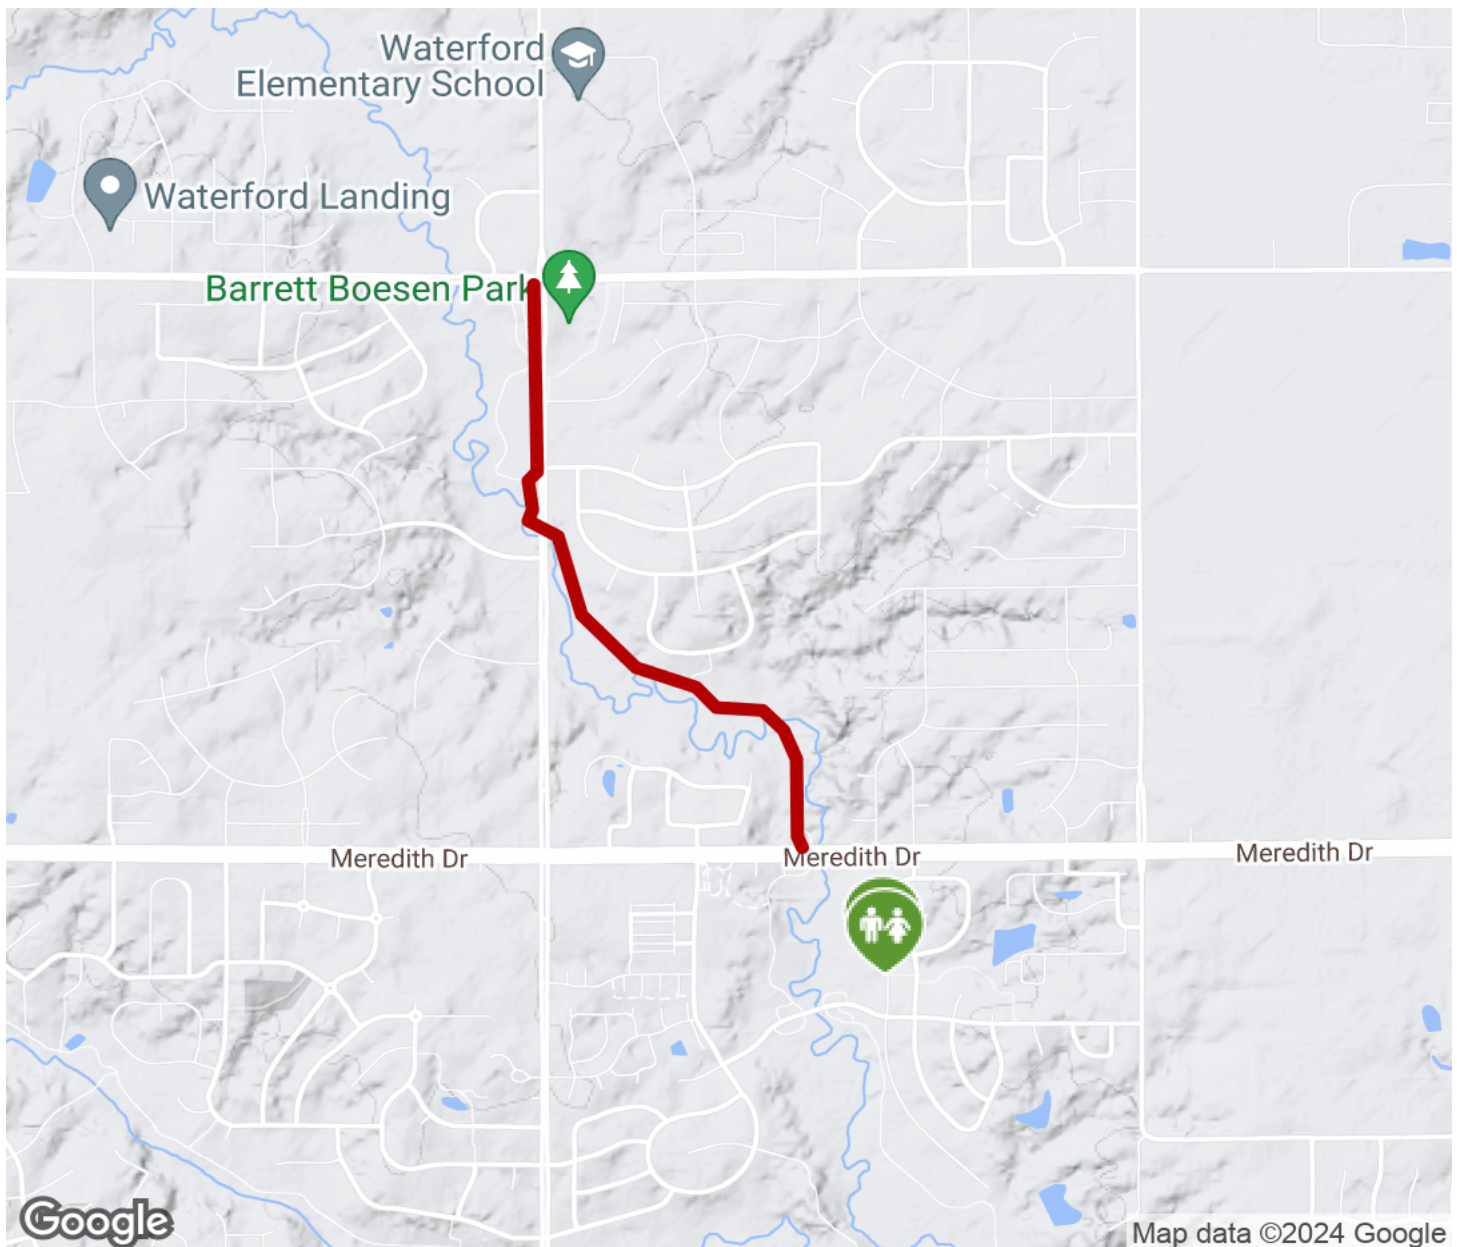 Waterford
Elementary School
Waterford Landing
Barrett Boesen Park
Meredith Dr
Meredith Dr
Meredith Dr
Google
Map data ©2024 Google